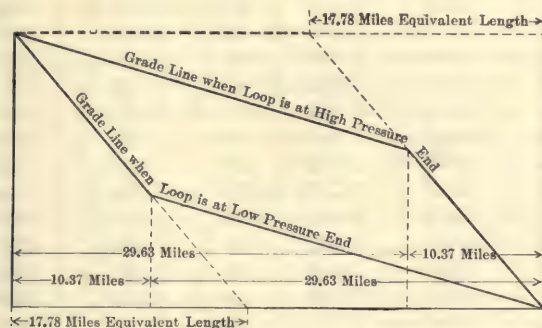 17.78 Miles Equivalent Length
Grade Line when Loop is at High Pressure End
Grade Line when Loop is at Low Pressure End
29.63 Miles
10.37 Miles
10.37 Miles
29.63 Miles
17.78 Miles Equivalent Length